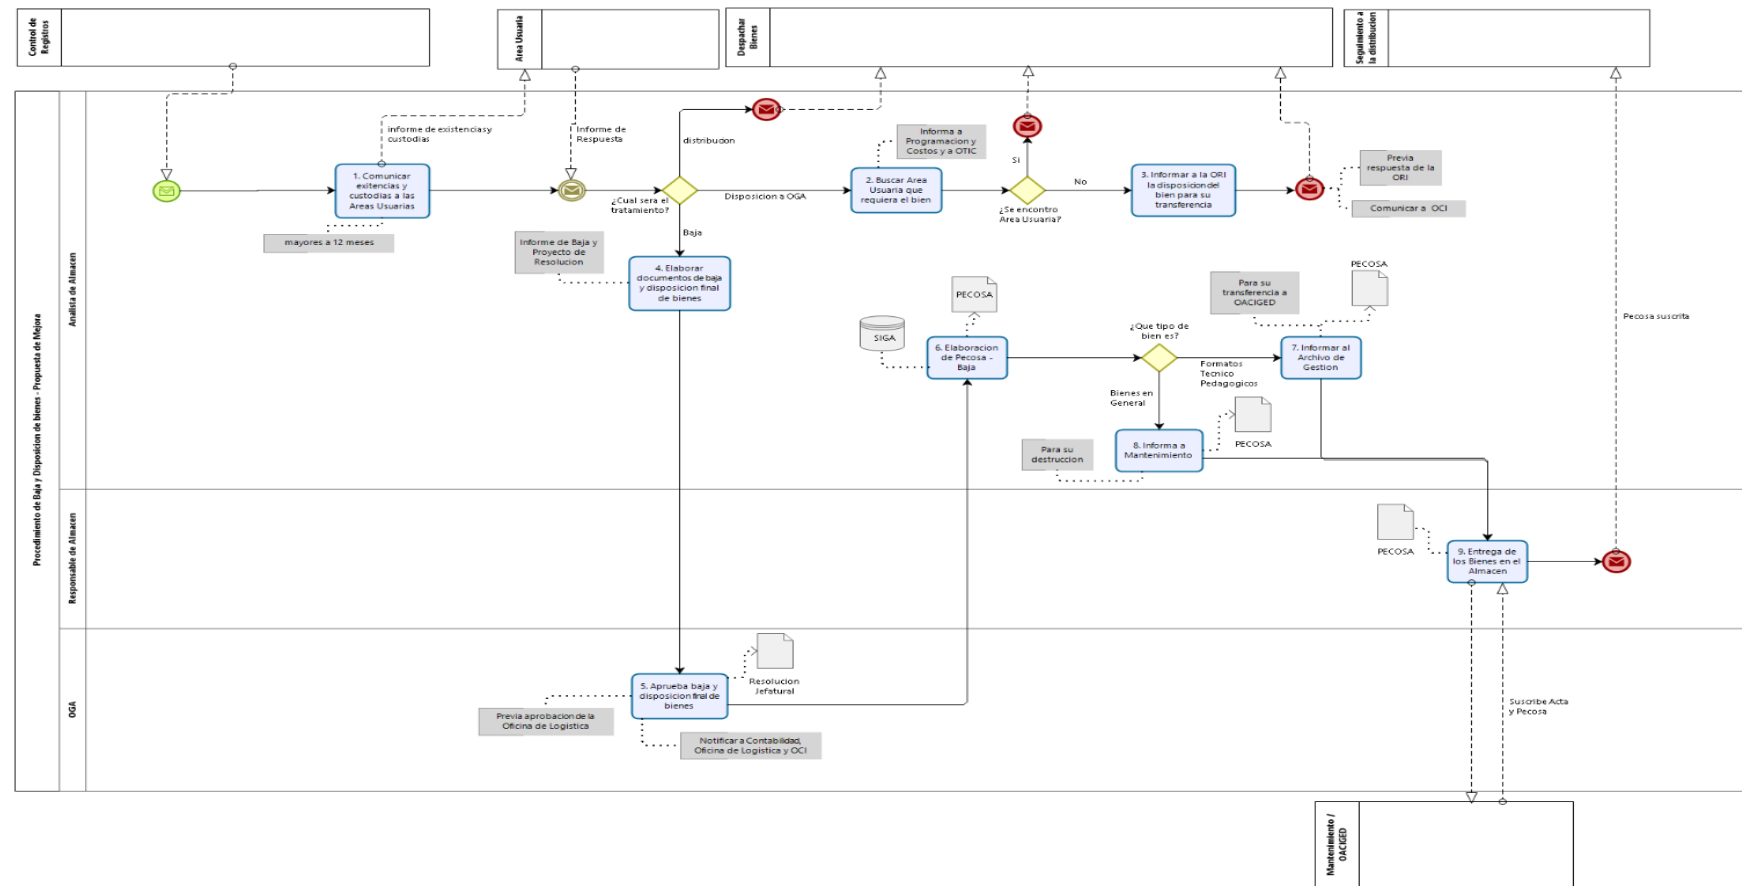 Control de
Registros
Area Usuaria
Despachar
Bienes
Seguimiento a
la distribucion
Procedimiento de Baja y Disposicion de bienes - Propuesta de Mejora
Analista de Almacen
informe de existencias y
custodias
1. Comunicar
exitencias y
custodias a las
Areas Usuarias
mayores a 12 meses
Informe de
Respuesta
¿Cual sera el
tratamiento?
distribucion
Disposicion a OGA
Baja
Informa a
Programacion y
Costos y a OTIC
2. Buscar Area
Usuaria que
requiera el bien
Si
¿Se encontro
Area Usuaria?
No
3. Informar a la ORI
la disposicion del
bien para su
transferencia
Previa
respuesta de la
ORI
Comunicar a OCI
Informe de Baja y
Proyecto de
Resolucion
4. Elaborar
documentos de baja
y disposicion final
de bienes
PECOSA
SIGA
6. Elaboracion
de Pecosa -
Baja
¿Que tipo de
bien es?
Formatos
Tecnico
Pedagogicos
Bienes en
General
Para su
transferencia a
OACIGED
PECOSA
7. Informar al
Archivo de
Gestion
Pecosa suscrita
Para su
destruccion
8. Informa a
Mantenimiento
PECOSA
Responsable de Almacen
PECOSA
9. Entrega de
los Bienes en el
Almacen
OGA
5. Aprueba baja y
disposicion final de
bienes
Resolucion
Jefatural
Previa aprobacion de la
Oficina de Logistica
Notificar a Contabilidad,
Oficina de Logistica y OCI
Suscribe Acta
y Pecosa
Mantenimiento /
OACIGED